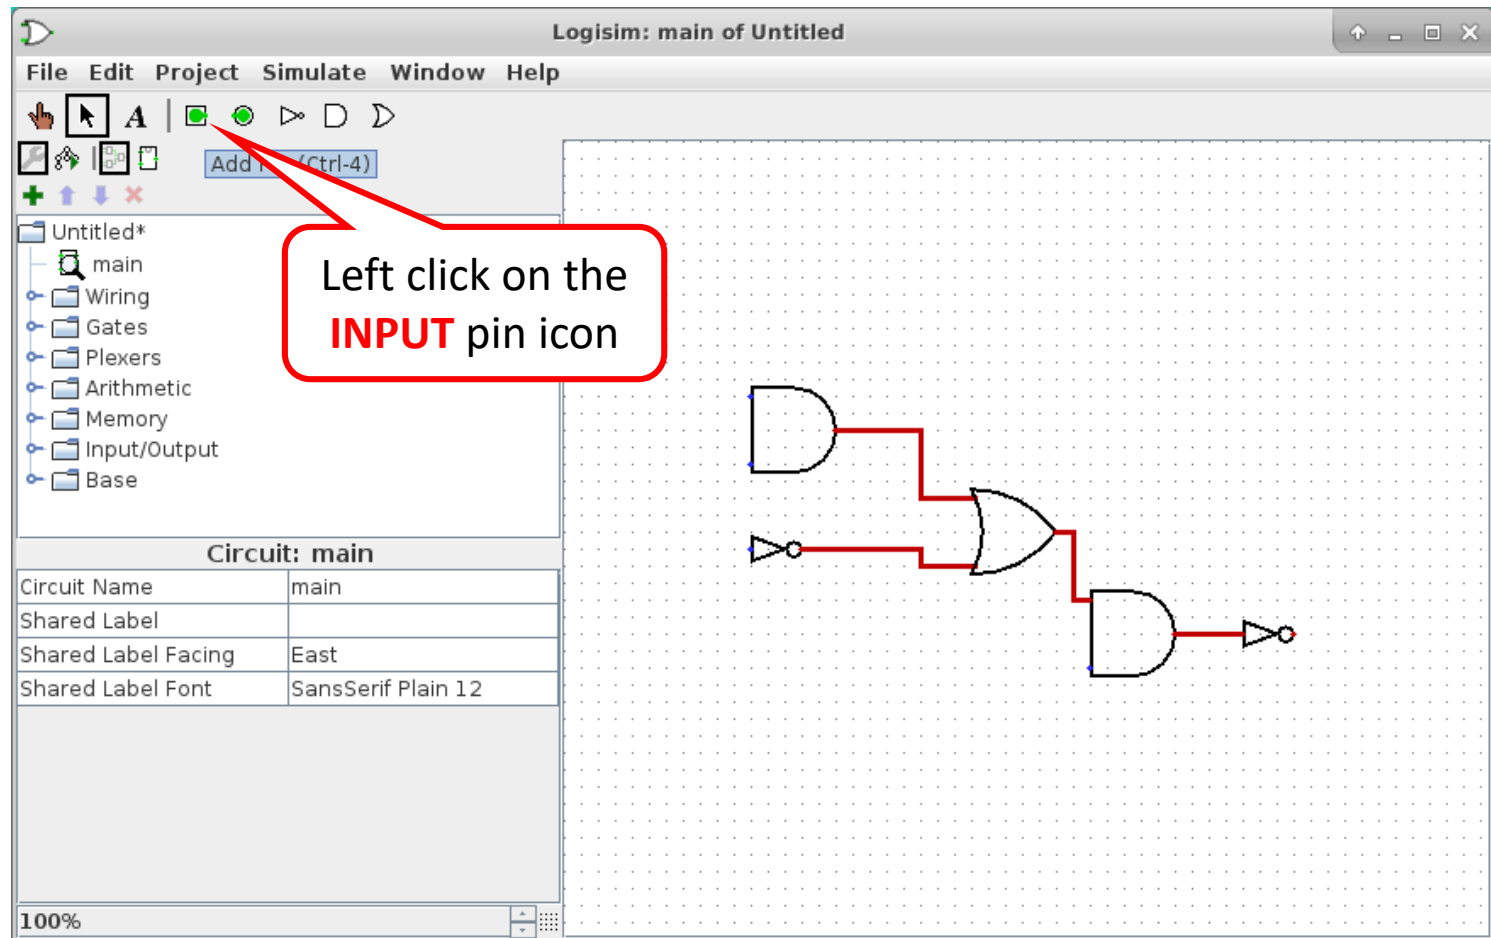 Logisim: main of Untitled
File Edit Project Simulate Window Help
A
Add (Ctrl-4)
Untitled*
main
Wiring
Gates
Plexers
Arithmetic
Memory
Input/Output
Base
Left click on the
INPUT pin icon
Circuit: main
Circuit Name main
Shared Label
Shared Label Facing East
Shared Label Font SansSerif Plain 12
100%